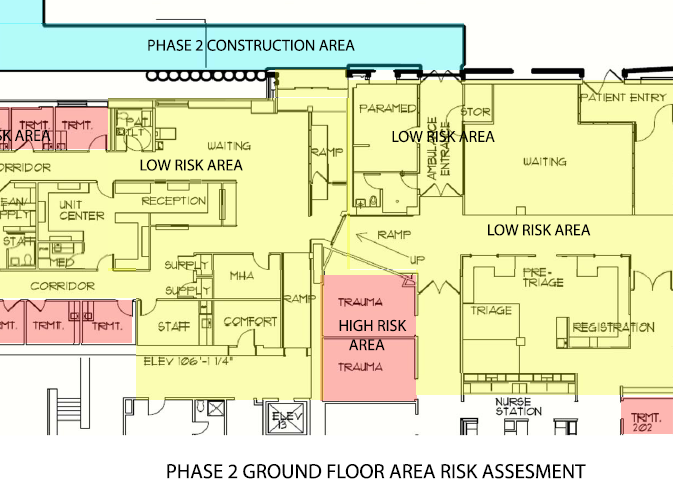 PHASE 2 CONSTRUCTION AREA
PARAMED
STOR
PATIENT ENTRY
TRMT.
TRMT.
PAT
SK AREA
LOW RISK AREA
AMBULANCE
ENTRANCE
WAITING
RAMP
WAITING
LOW RISK AREA
CORRIDOR
UNIT
CENTER
RECEPTION
LOW RISK AREA
RAMP
STAFF
MED
UP
SUPPLY
MHA
PRE-
TRIAGE
CORRIDOR
SUPPLY
RAMP
TRAUMA
TRIAGE
MT.
TRMT.
TRMT.
STAFF
COMFORT
HIGH RISK
AREA
REGISTRATION
ELEV 106'-1 1/4"
TRAUMA
NURSE
STATION
ELEV
13
TRMT.
202
PHASE 2 GROUND FLOOR AREA RISK ASSESMENT